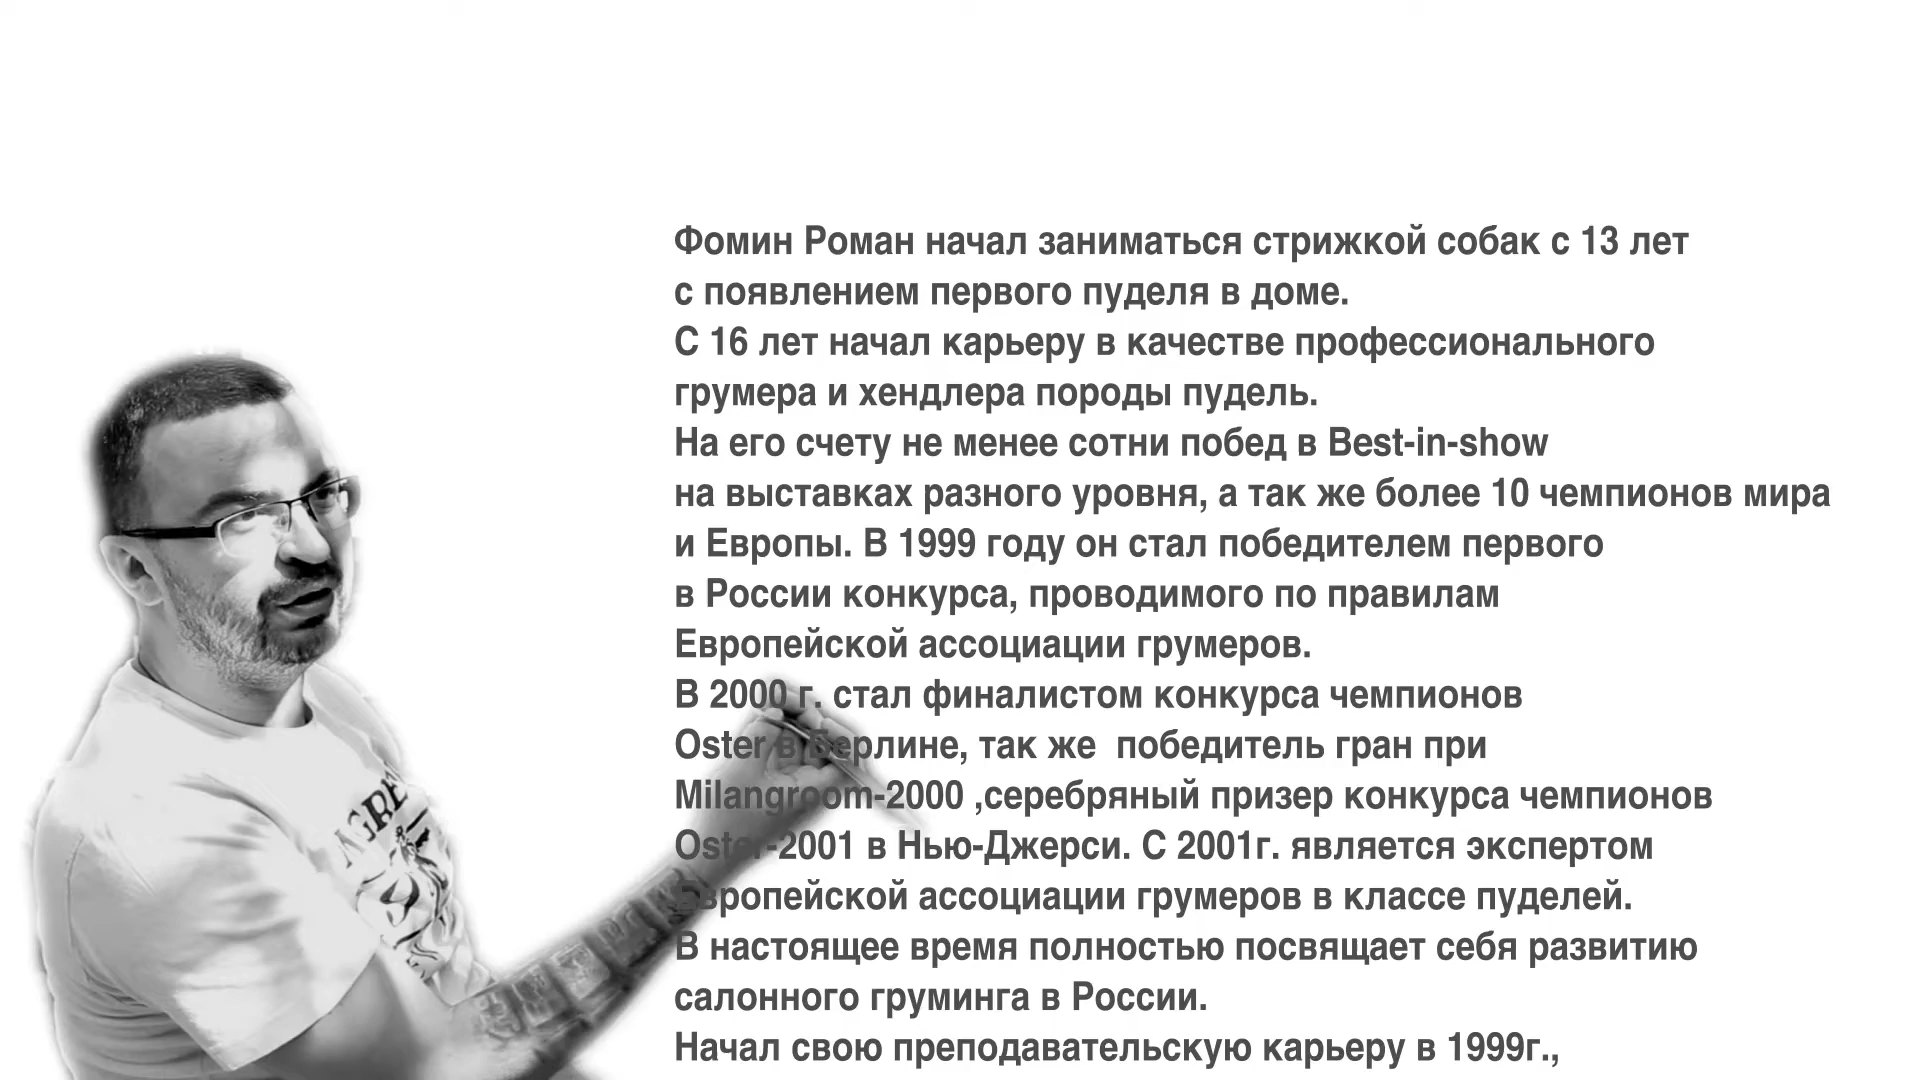 Фомин Роман начал заниматься стрижкой собак с 13 лет
с появлением первого пуделя в доме.
С 16 лет начал карьеру в качестве профессионального
грумера и хендлера породы пудель.
На его счету не менее сотни побед в Best-in-show
на выставках разного уровня, а так же более 10 чемпионов мира
и Европы. В 1999 году он стал победителем первого
в России конкурса, проводимого по правилам
Европейской ассоциации грумеров.
В 2000 г. стал финалистом конкурса чемпионов
Oster в Берлине, так же  победитель гран при
Milangroom-2000 ,серебряный призер конкурса чемпионов
Oster-2001 в Нью-Джерси. С 2001г. является экспертом
Европейской ассоциации грумеров в классе пуделей.
В настоящее время полностью посвящает себя развитию
салонного груминга в России.
Начал свою преподавательскую карьеру в 1999г.,